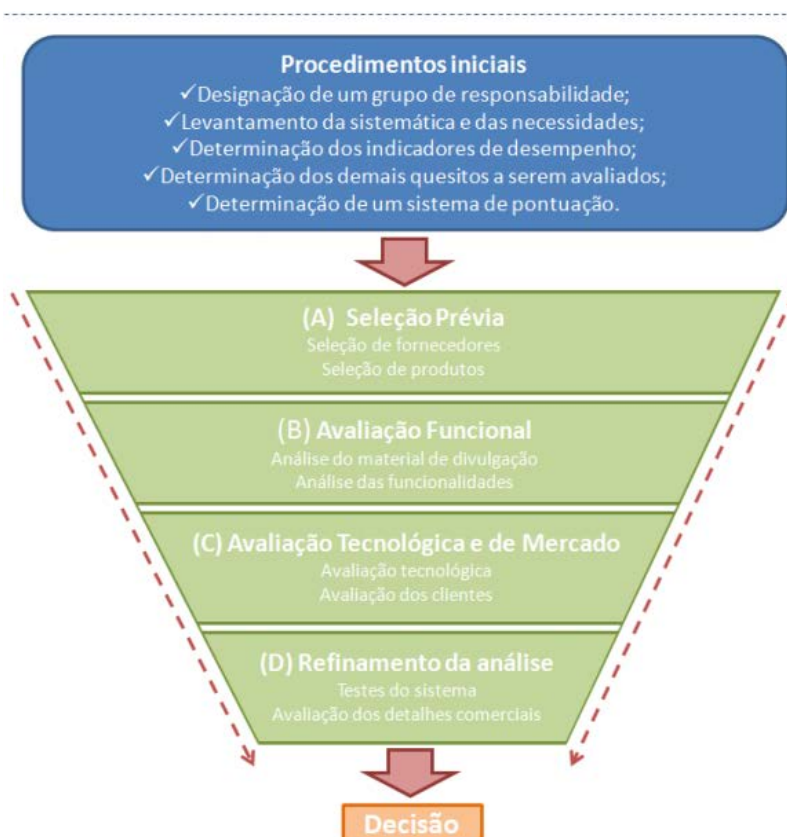 Procedimentos iniciais
✓Designação de um grupo de responsabilidade;
✓Levantamento da sistemática e das necessidades;
✓Determinação dos indicadores de desempenho;
✓Determinação dos demais quesitos a serem avaliados;
✓Determinação de um sistema de pontuação.
(A) Seleção Prévia
Seleção de fornecedores
Seleção de produtos
(B) Avaliação Funcional
Análise do material de divulgação
Análise das funcionalidades
(C) Avaliação Tecnológica e de Mercado
Avaliação tecnológica
Avaliação dos clientes
(D) Refinamento da análise
Testes do sistema
Avaliação dos detalhes comerciais
Decisão